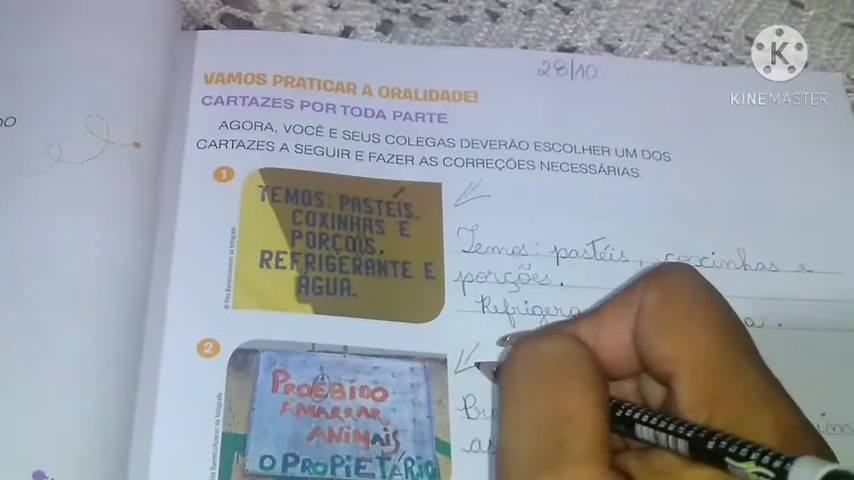 28/10.
KINEMASTER
VAMOS PRATICAR A ORALIDADE!
CARTAZES POR TODA PARTE
AGORA, VOCÊ E SEUS COLEGAS DEVERÃO ESCOLHER UM DOS
CARTAZES A SEGUIR E FAZER AS CORREÇÕES NECESSÁRIAS.
1
TEMOS: PASTÉIS.
COXINHAS E
PORCOIS.
REFRIGERANTE E
ÁGUA.
Temos: pastéis, coxinhas e
porções.
2
PROEBIDO
AMARRAR
ANIMAIS
O PROPIETÁRIO